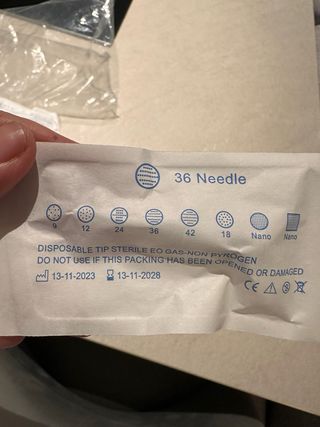 36 Needle
9 12 24 36 42 18 Nano Nano
DISPOSABLE TIP STERILE EO GAS-NON PYROGEN
DO NOT USE IF THIS PACKING HAS BEEN OPENED OR DAMAGED
13-11-2023 13-11-2028
CE